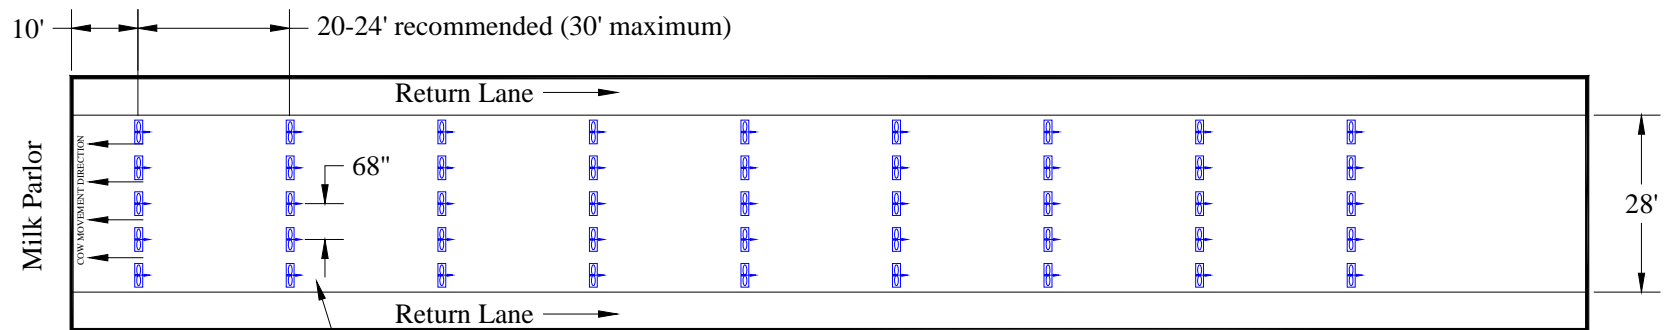 10'
20-24' recommended (30' maximum)
Return Lane
Milk Parlor
COW MOVEMENT DIRECTION
68"
28'
Return Lane